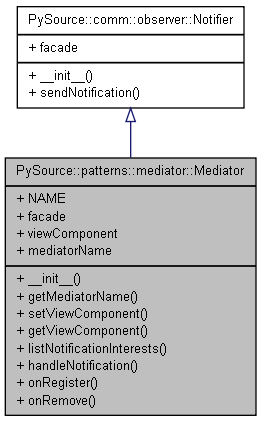 PySource::comm::observer::Notifier
+ facade
+ __init__()
+ sendNotification()
PySource::patterns::mediator::Mediator
+ NAME
+ facade
+ viewComponent
+ mediatorName
+ __init__()
+ getMediatorName()
+ setViewComponent()
+ getViewComponent()
+ listNotificationInterests()
+ handleNotification()
+ onRegister()
+ onRemove()